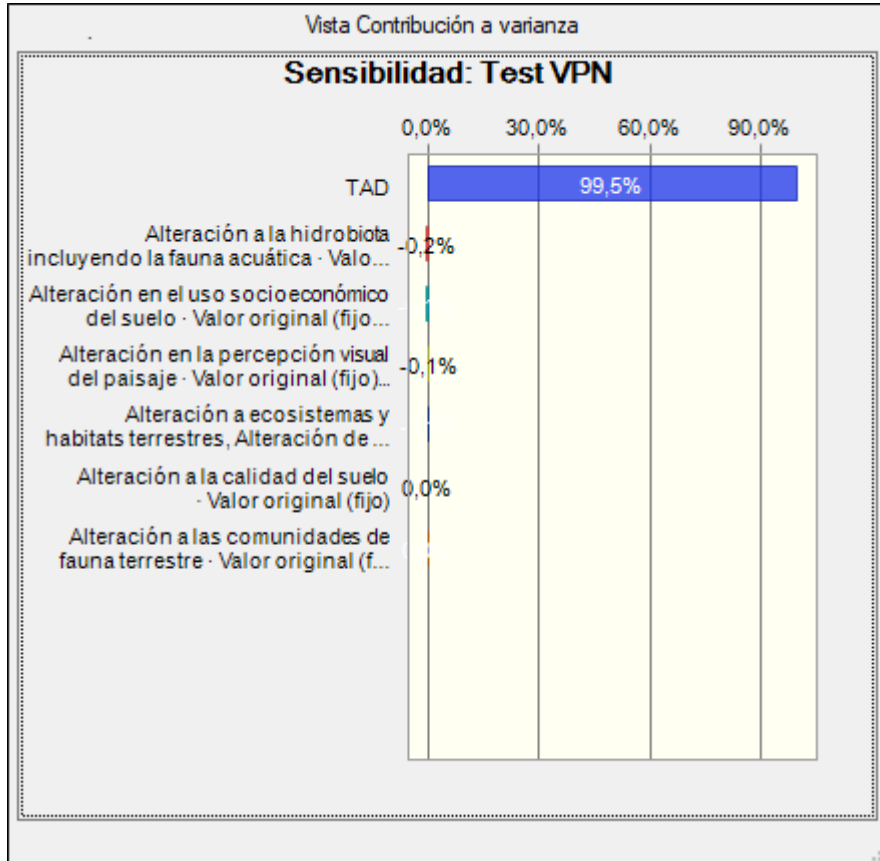 Vista Contribución a varianza
Sensibilidad: Test VPN
0,0% 30,0% 60,0% 90,0%
TAD
99,5%
Alteración a la hidrobiota
incluyendo la fauna acuática · Valo...
-0,2%
Alteración en el uso socioeconómico
del suelo · Valor original (fijo...
Alteración en la percepción visual
del paisaje · Valor original (fijo)...
-0,1%
Alteración a ecosistemas y
habitats terrestres, Alteración de ...
Alteración a la calidad del suelo
· Valor original (fijo)
0,0%
Alteración a las comunidades de
fauna terrestre · Valor original (f...